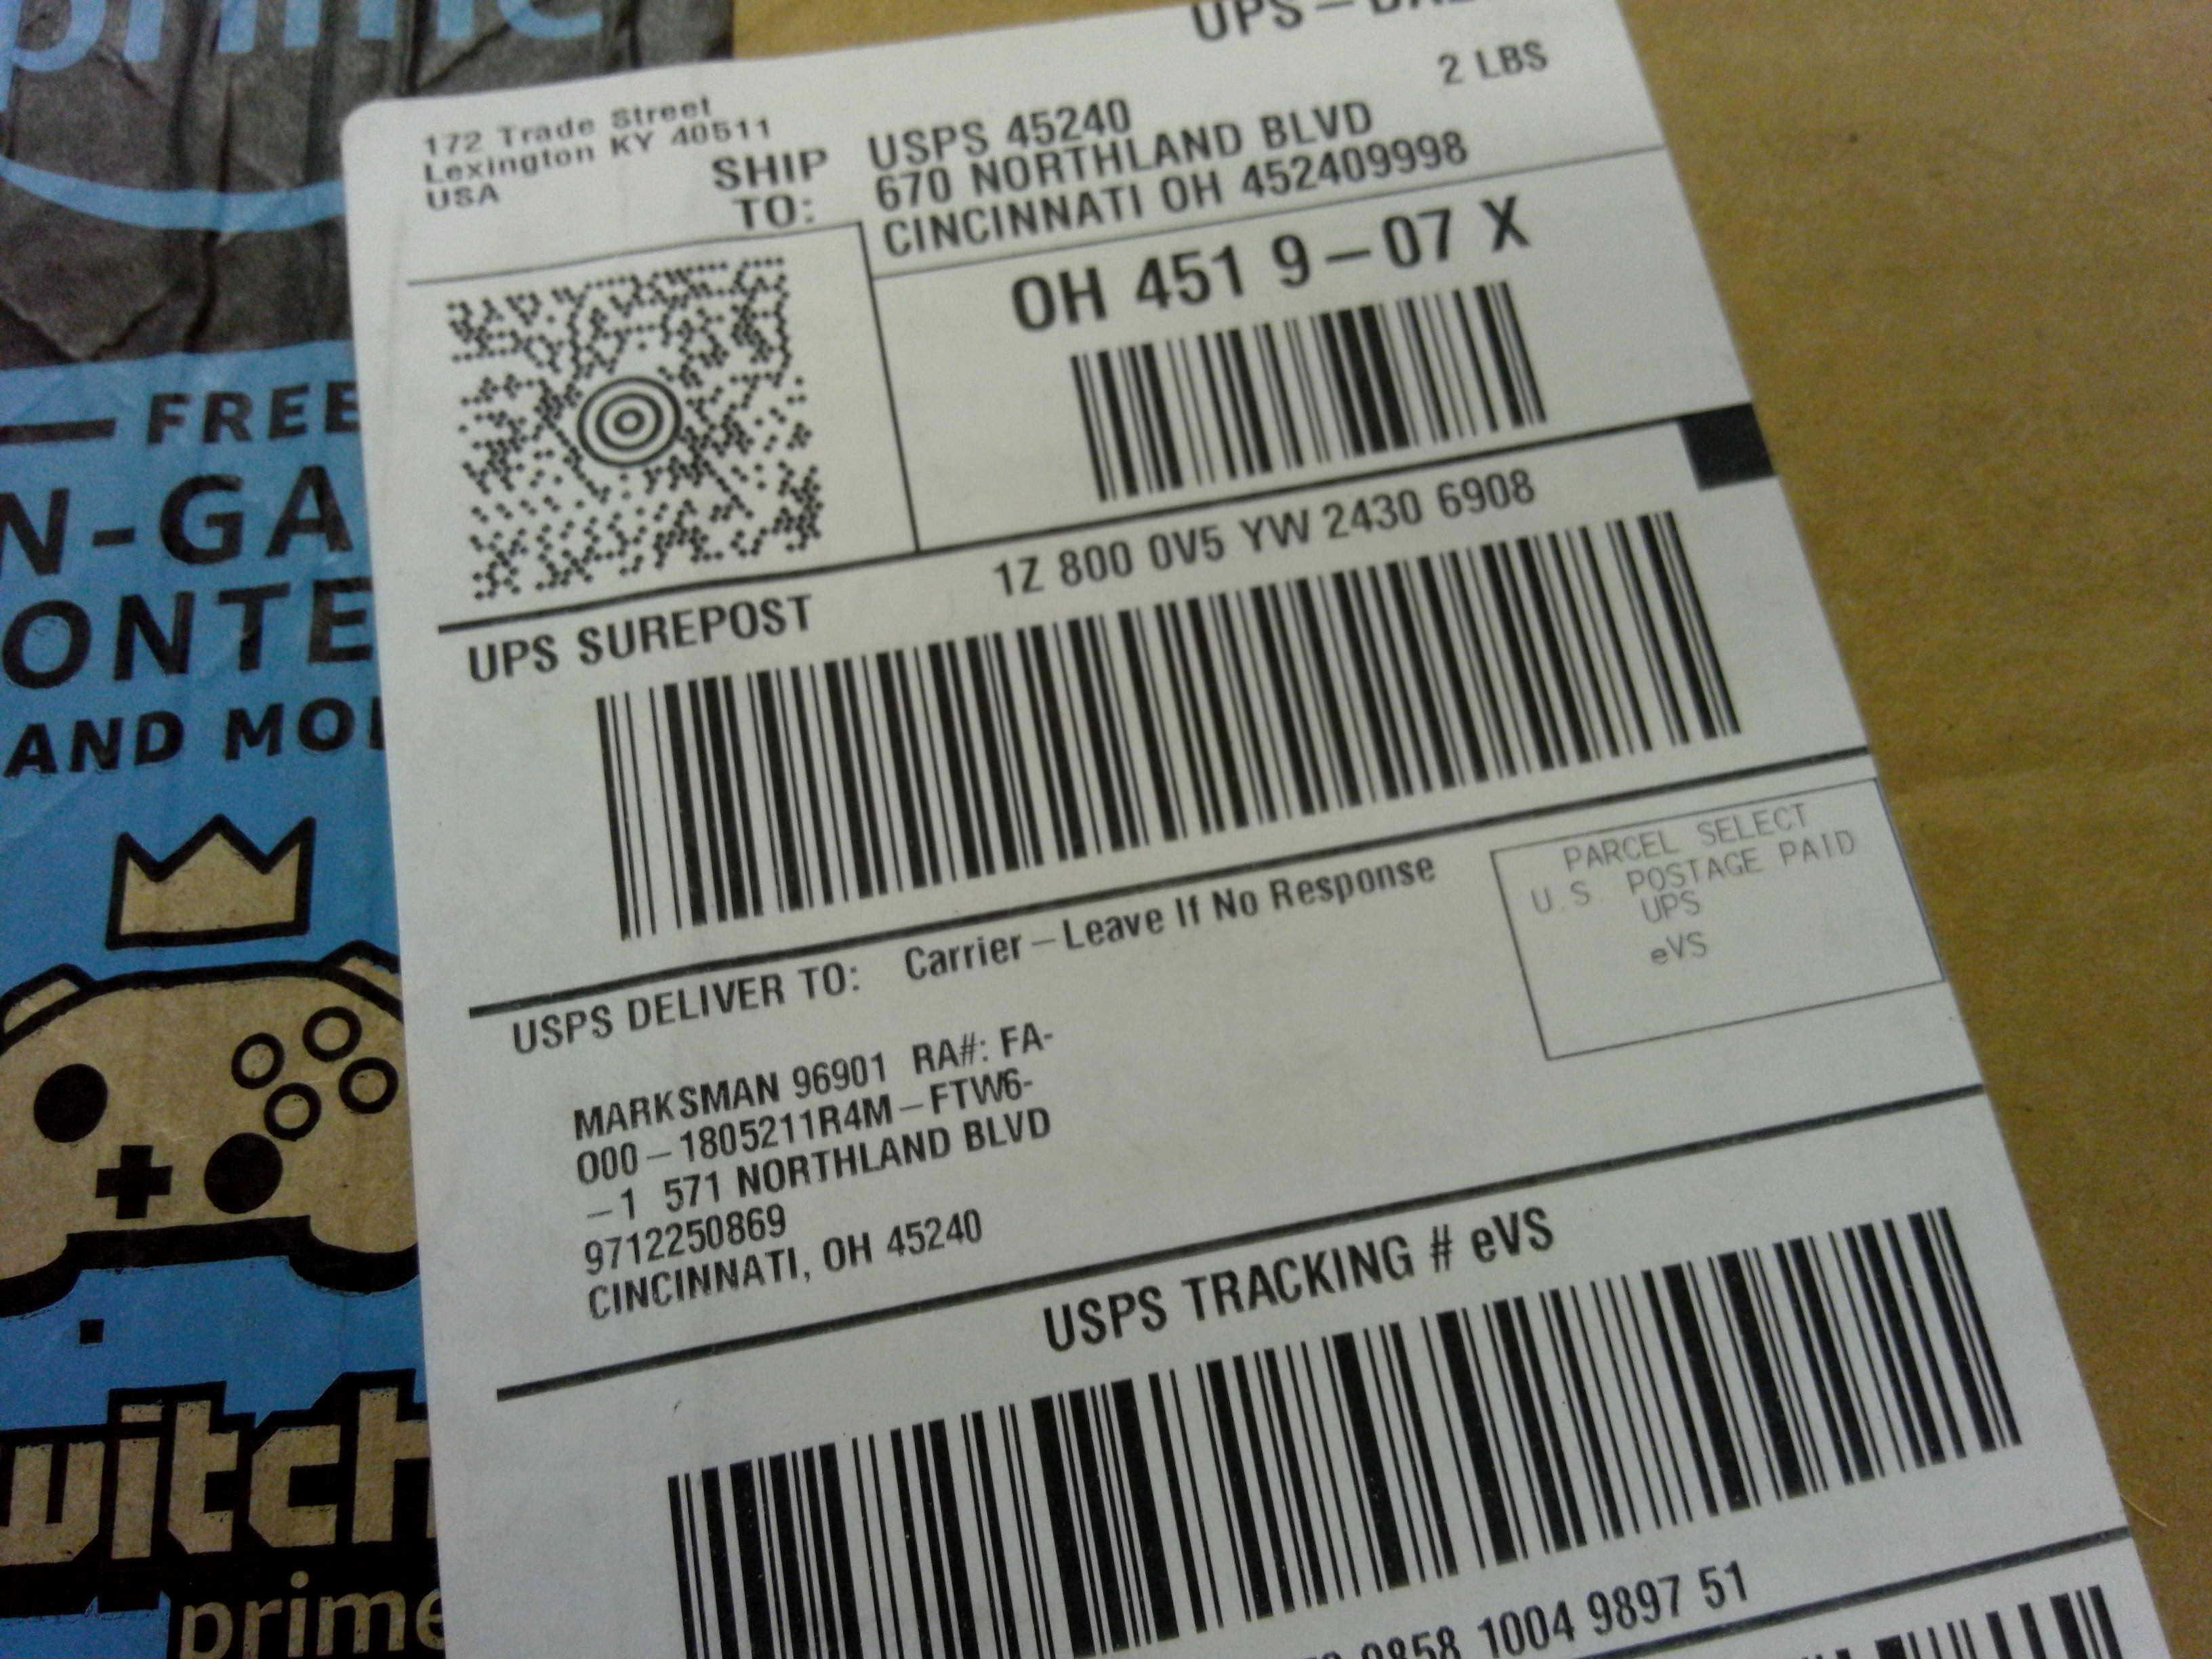 prime
FREE
N-GA
ONTE
AND MO
witch
prime
UPS –
2 LBS
172 Trade Street
Lexington KY 40511
USA
SHIP
TO:
USPS 45240
670 NORTHLAND BLVD
CINCINNATI OH 452409998
OH 451 9–07 X
1Z 800 0V5 YW 2430 6908
UPS SUREPOST
USPS DELIVER TO: Carrier – Leave If No Response
PARCEL SELECT
U.S. POSTAGE PAID
UPS
eVS
MARKSMAN 96901 RA#: FA-
000 – 1805211R4M – FTW6-
–1 571 NORTHLAND BLVD
9712250869
CINCINNATI, OH 45240
USPS TRACKING # eVS
9858 1004 9897 51